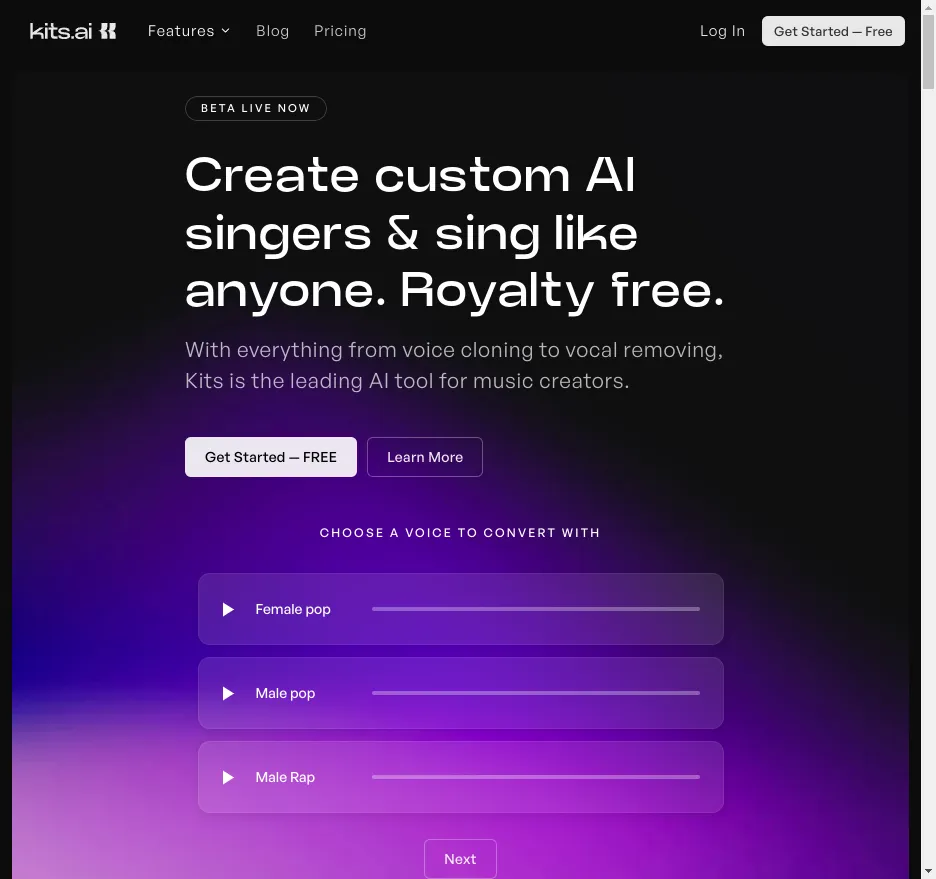 kits.ai
Features
Blog
Pricing
Log In
Get Started — Free
BETA LIVE NOW
Create custom AI
singers & sing like
anyone. Royalty free.
With everything from voice cloning to vocal removing,
Kits is the leading AI tool for music creators.
Get Started — FREE
Learn More
CHOOSE A VOICE TO CONVERT WITH
Female pop
Male pop
Male Rap
Next